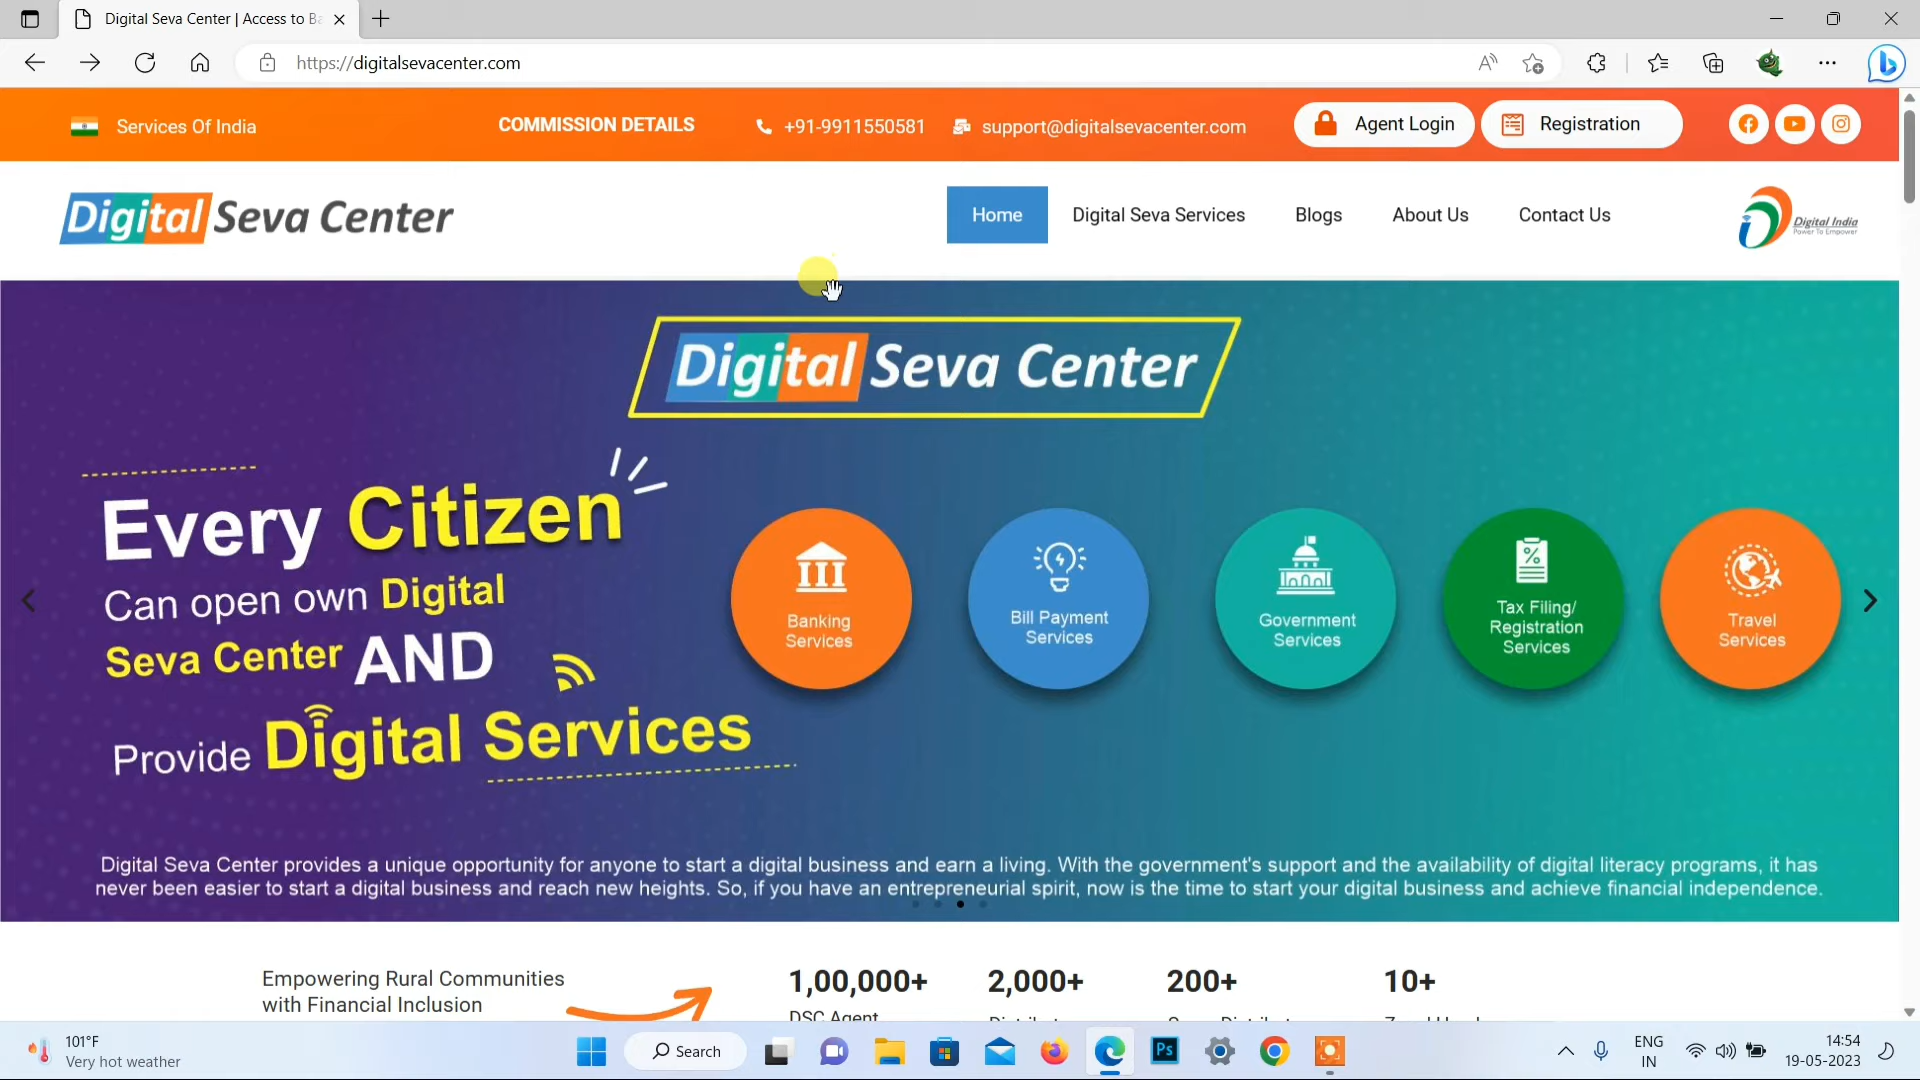 Digital Seva Center | Access to Ba
https://digitalsevacenter.com
Services Of India
COMMISSION DETAILS
+91-9911550581
support@digitalsevacenter.com
Agent Login
Registration
Digital Seva Center
Home
Digital Seva Services
Blogs
About Us
Contact Us
Digital India
Power To Empower
Digital Seva Center
Every Citizen
Can open own Digital
Seva Center AND
Provide Digital Services
Banking
Services
Bill Payment
Services
Government
Services
Tax Filing/
Registration
Services
Travel
Services
Digital Seva Center provides a unique opportunity for anyone to start a digital business and earn a living. With the government's support and the availability of digital literacy programs, it has
never been easier to start a digital business and reach new heights. So, if you have an entrepreneurial spirit, now is the time to start your digital business and achieve financial independence.
Empowering Rural Communities
with Financial Inclusion
1,00,000+
DSC Agent
2,000+
200+
10+
101°F
Very hot weather
Search
Ps
ENG
IN
14:54
19-05-2023